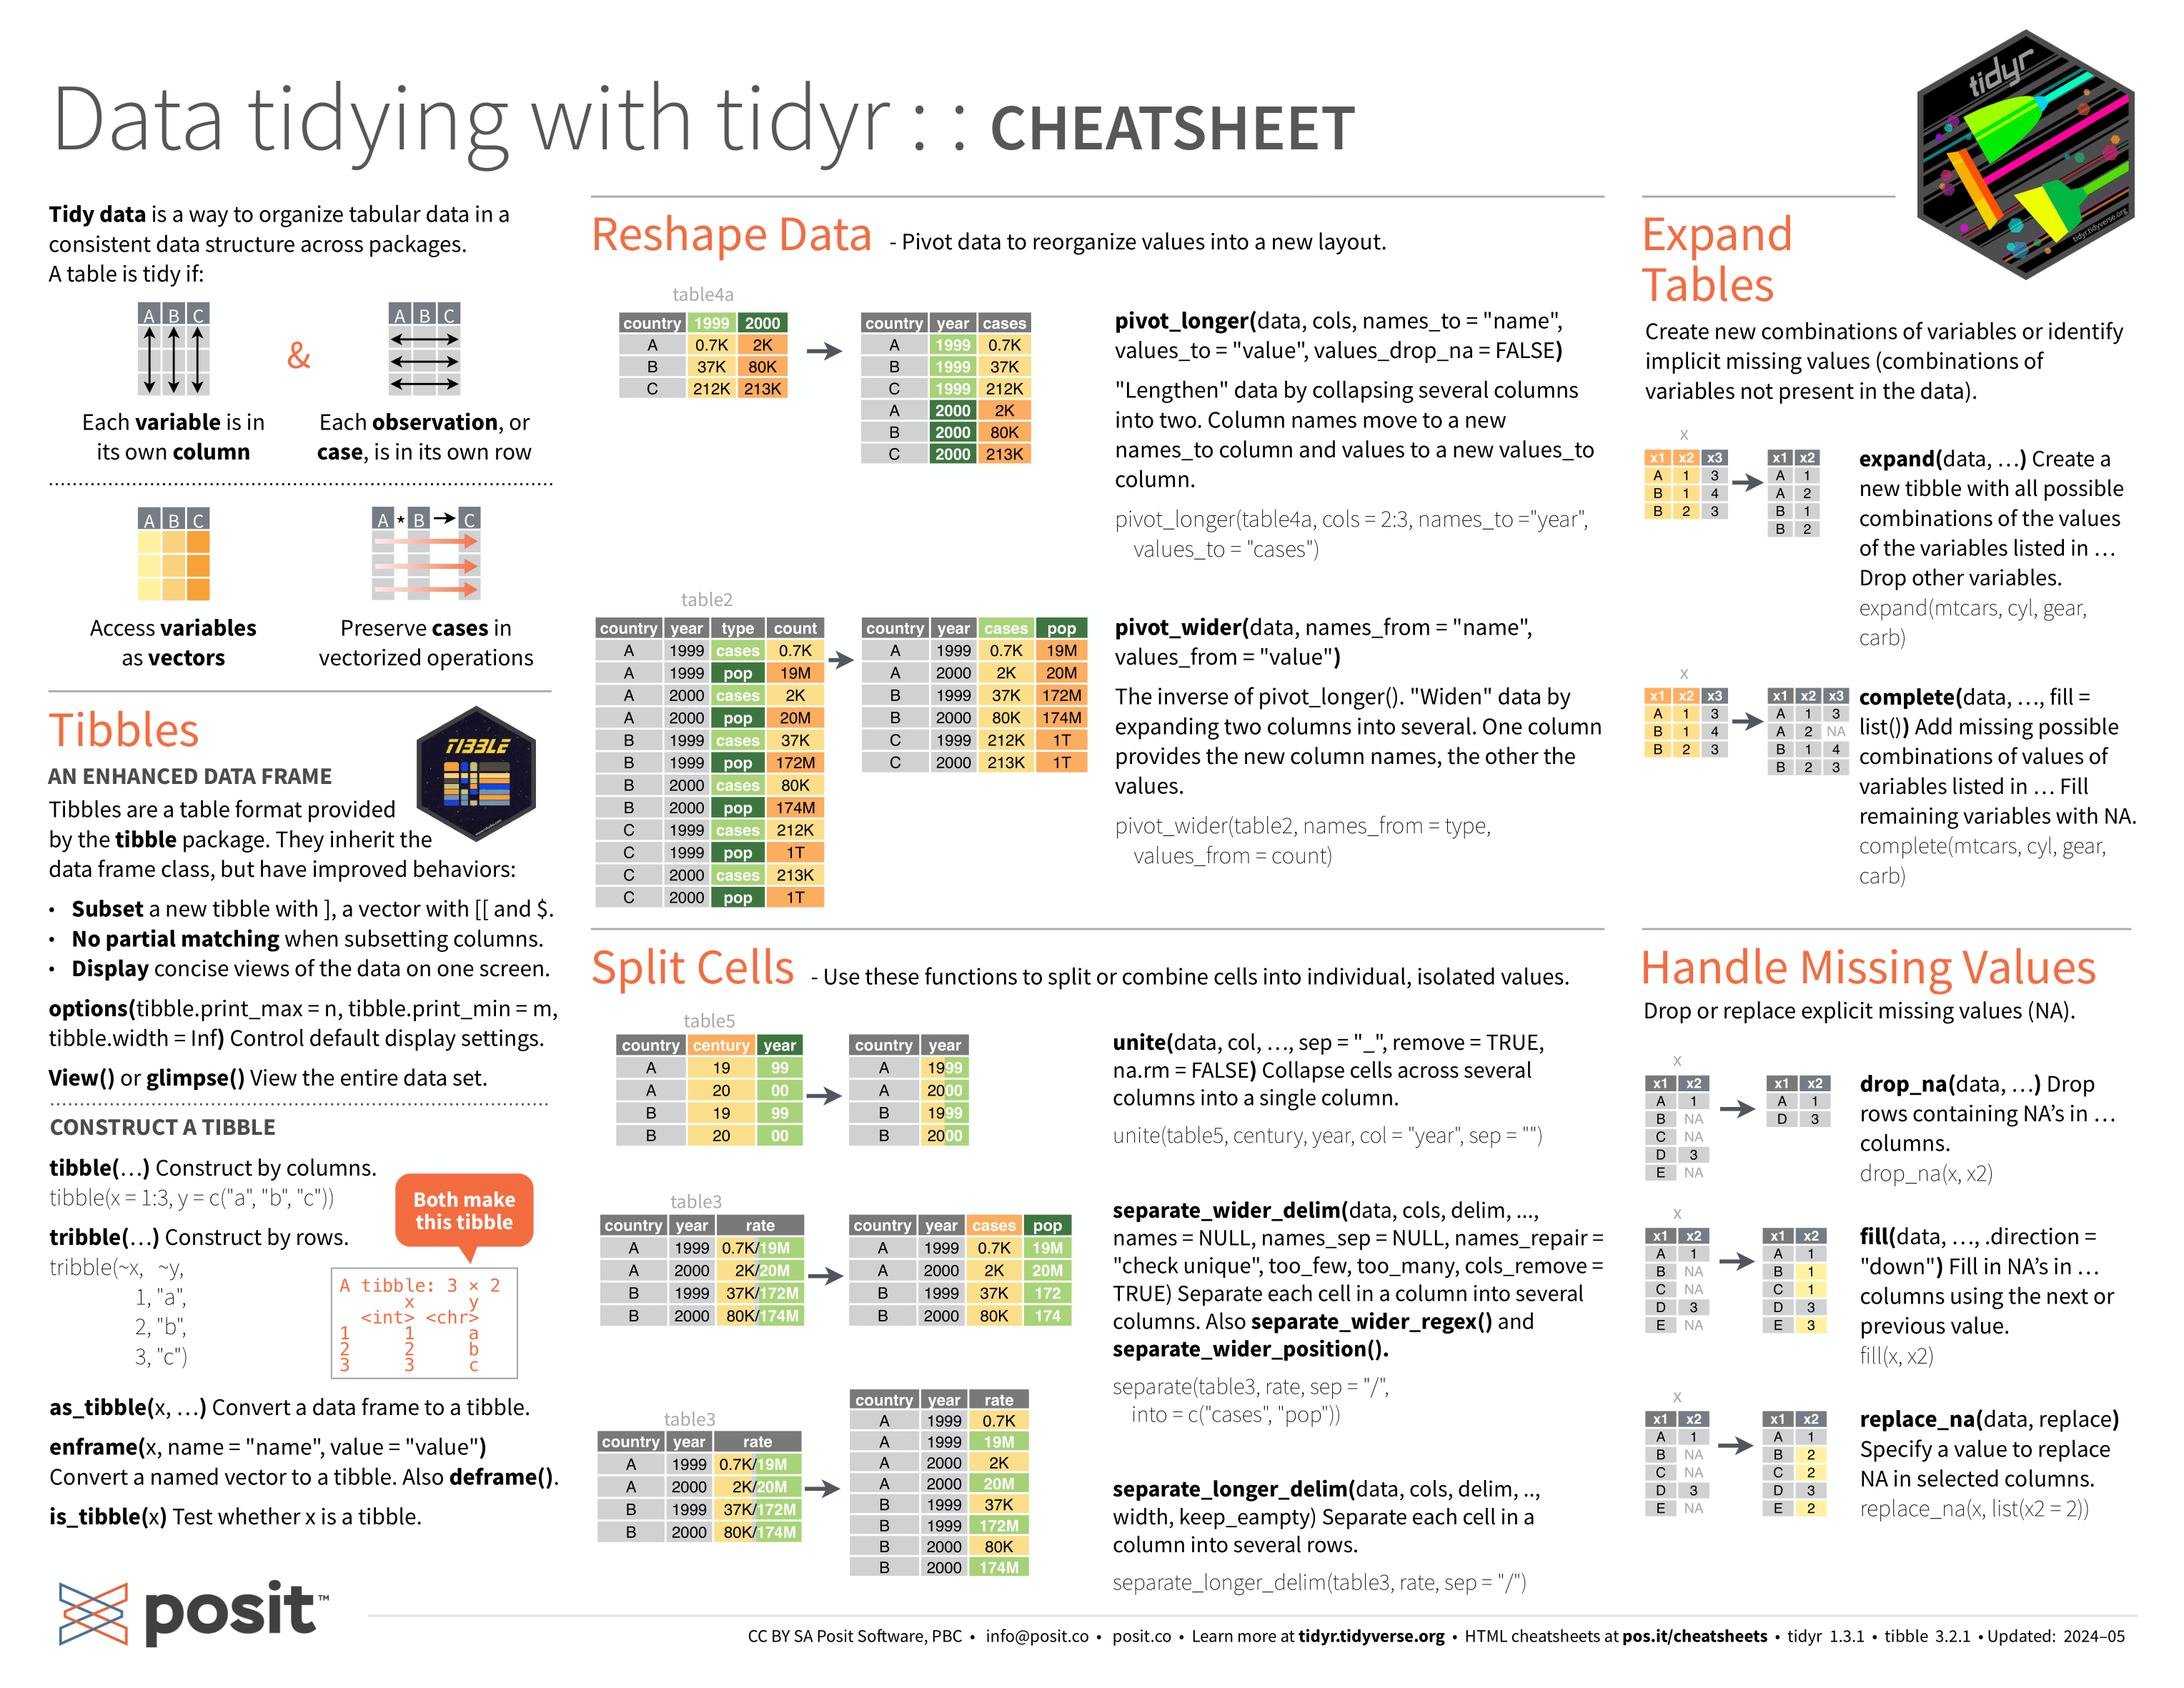 Data tidying with tidyr : : CHEATSHEET
tidyr
tidyr.tidyverse.org
Tidy data is a way to organize tabular data in a
consistent data structure across packages.
A table is tidy if:
A B C
&
A B C
Each variable is in
its own column
Each observation, or
case, is in its own row
A B C
A * B → C
Access variables
as vectors
Preserve cases in
vectorized operations
Tibbles
TIBBLE
AN ENHANCED DATA FRAME
Tibbles are a table format provided
by the tibble package. They inherit the
data frame class, but have improved behaviors:
• Subset a new tibble with ], a vector with [[ and $.
• No partial matching when subsetting columns.
• Display concise views of the data on one screen.
options(tibble.print_max = n, tibble.print_min = m,
tibble.width = Inf) Control default display settings.
View() or glimpse() View the entire data set.
CONSTRUCT A TIBBLE
tibble(…) Construct by columns.
tibble(x = 1:3, y = c("a", "b", "c"))
tribble(…) Construct by rows.
tribble(~x, ~y,
1, "a",
2, "b",
3, "c")
Both make
this tibble
A tibble: 3 × 2
x y
<int> <chr>
1 1 a
2 2 b
3 3 c
as_tibble(x, …) Convert a data frame to a tibble.
enframe(x, name = "name", value = "value")
Convert a named vector to a tibble. Also deframe().
is_tibble(x) Test whether x is a tibble.
Reshape Data - Pivot data to reorganize values into a new layout.
table4a
country 1999 2000
A 0.7K 2K
B 37K 80K
C 212K 213K
country year cases
A 1999 0.7K
B 1999 37K
C 1999 212K
A 2000 2K
B 2000 80K
C 2000 213K
pivot_longer(data, cols, names_to = "name",
values_to = "value", values_drop_na = FALSE)
"Lengthen" data by collapsing several columns
into two. Column names move to a new
names_to column and values to a new values_to
column.
pivot_longer(table4a, cols = 2:3, names_to ="year",
values_to = "cases")
table2
country year type count
A 1999 cases 0.7K
A 1999 pop 19M
A 2000 cases 2K
A 2000 pop 20M
B 1999 cases 37K
B 1999 pop 172M
B 2000 cases 80K
B 2000 pop 174M
C 1999 cases 212K
C 1999 pop 1T
C 2000 cases 213K
C 2000 pop 1T
country year cases pop
A 1999 0.7K 19M
A 2000 2K 20M
B 1999 37K 172M
B 2000 80K 174M
C 1999 212K 1T
C 2000 213K 1T
pivot_wider(data, names_from = "name",
values_from = "value")
The inverse of pivot_longer(). "Widen" data by
expanding two columns into several. One column
provides the new column names, the other the
values.
pivot_wider(table2, names_from = type,
values_from = count)
Split Cells - Use these functions to split or combine cells into individual, isolated values.
table5
country century year
A 19 99
A 20 00
B 19 99
B 20 00
country year
A 1999
A 2000
B 1999
B 2000
unite(data, col, …, sep = "_", remove = TRUE,
na.rm = FALSE) Collapse cells across several
columns into a single column.
unite(table5, century, year, col = "year", sep = "")
table3
country year rate
A 1999 0.7K/19M
A 2000 2K/20M
B 1999 37K/172M
B 2000 80K/174M
country year cases pop
A 1999 0.7K 19M
A 2000 2K 20M
B 1999 37K 172
B 2000 80K 174
separate_wider_delim(data, cols, delim, ...,
names = NULL, names_sep = NULL, names_repair =
"check unique", too_few, too_many, cols_remove =
TRUE) Separate each cell in a column into several
columns. Also separate_wider_regex() and
separate_wider_position().
separate(table3, rate, sep = "/",
into = c("cases", "pop"))
table3
country year rate
A 1999 0.7K/19M
A 2000 2K/20M
B 1999 37K/172M
B 2000 80K/174M
country year rate
A 1999 0.7K
A 1999 19M
A 2000 2K
A 2000 20M
B 1999 37K
B 1999 172M
B 2000 80K
B 2000 174M
separate_longer_delim(data, cols, delim, ..,
width, keep_eampty) Separate each cell in a
column into several rows.
separate_longer_delim(table3, rate, sep = "/")
Expand
Tables
Create new combinations of variables or identify
implicit missing values (combinations of
variables not present in the data).
x
x1 x2 x3
A 1 3
B 1 4
B 2 3
x1 x2
A 1
A 2
B 1
B 2
expand(data, …) Create a
new tibble with all possible
combinations of the values
of the variables listed in …
Drop other variables.
expand(mtcars, cyl, gear,
carb)
x
x1 x2 x3
A 1 3
B 1 4
B 2 3
x1 x2 x3
A 1 3
A 2 NA
B 1 4
B 2 3
complete(data, …, fill =
list()) Add missing possible
combinations of values of
variables listed in … Fill
remaining variables with NA.
complete(mtcars, cyl, gear,
carb)
Handle Missing Values
Drop or replace explicit missing values (NA).
x
x1 x2
A 1
B NA
C NA
D 3
E NA
x1 x2
A 1
D 3
drop_na(data, …) Drop
rows containing NA’s in …
columns.
drop_na(x, x2)
x
x1 x2
A 1
B NA
C NA
D 3
E NA
x1 x2
A 1
B 1
C 1
D 3
E 3
fill(data, …, .direction =
"down") Fill in NA’s in …
columns using the next or
previous value.
fill(x, x2)
x
x1 x2
A 1
B NA
C NA
D 3
E NA
x1 x2
A 1
B 2
C 2
D 3
E 2
replace_na(data, replace)
Specify a value to replace
NA in selected columns.
replace_na(x, list(x2 = 2))
posit™
CC BY SA Posit Software, PBC • info@posit.co • posit.co • Learn more at tidyr.tidyverse.org • HTML cheatsheets at pos.it/cheatsheets • tidyr 1.3.1 • tibble 3.2.1 • Updated: 2024–05